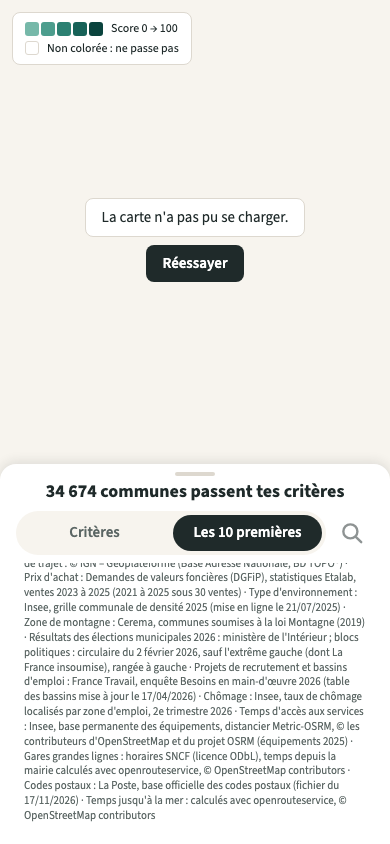 Score 0 → 100
Non colorée : ne passe pas
La carte n'a pas pu se charger.
Réessayer
34 674 communes passent tes critères
Critères
Les 10 premières
de trajet : © IGN – Géoplateforme (Base Adresse Nationale, BD TOPO®) ·
Prix d'achat : Demandes de valeurs foncières (DGFiP), statistiques Etalab,
ventes 2023 à 2025 (2021 à 2025 sous 30 ventes) · Type d'environnement :
Insee, grille communale de densité 2025 (mise en ligne le 21/07/2025) ·
Zone de montagne : Cerema, communes soumises à la loi Montagne (2019)
· Résultats des élections municipales 2026 : ministère de l'Intérieur ; blocs
politiques : circulaire du 2 février 2026, sauf l'extrême gauche (dont La
France insoumise), rangée à gauche · Projets de recrutement et bassins
d'emploi : France Travail, enquête Besoins en main-d'œuvre 2026 (table
des bassins mise à jour le 17/04/2026) · Chômage : Insee, taux de chômage
localisés par zone d'emploi, 2e trimestre 2026 · Temps d'accès aux services
: Insee, base permanente des équipements, distancier Metric-OSRM, © les
contributeurs d'OpenStreetMap et du projet OSRM (équipements 2025) ·
Gares grandes lignes : horaires SNCF (licence ODbL), temps depuis la
mairie calculés avec openrouteservice, © OpenStreetMap contributors ·
Codes postaux : La Poste, base officielle des codes postaux (fichier du
17/11/2026) · Temps jusqu'à la mer : calculés avec openrouteservice, ©
OpenStreetMap contributors